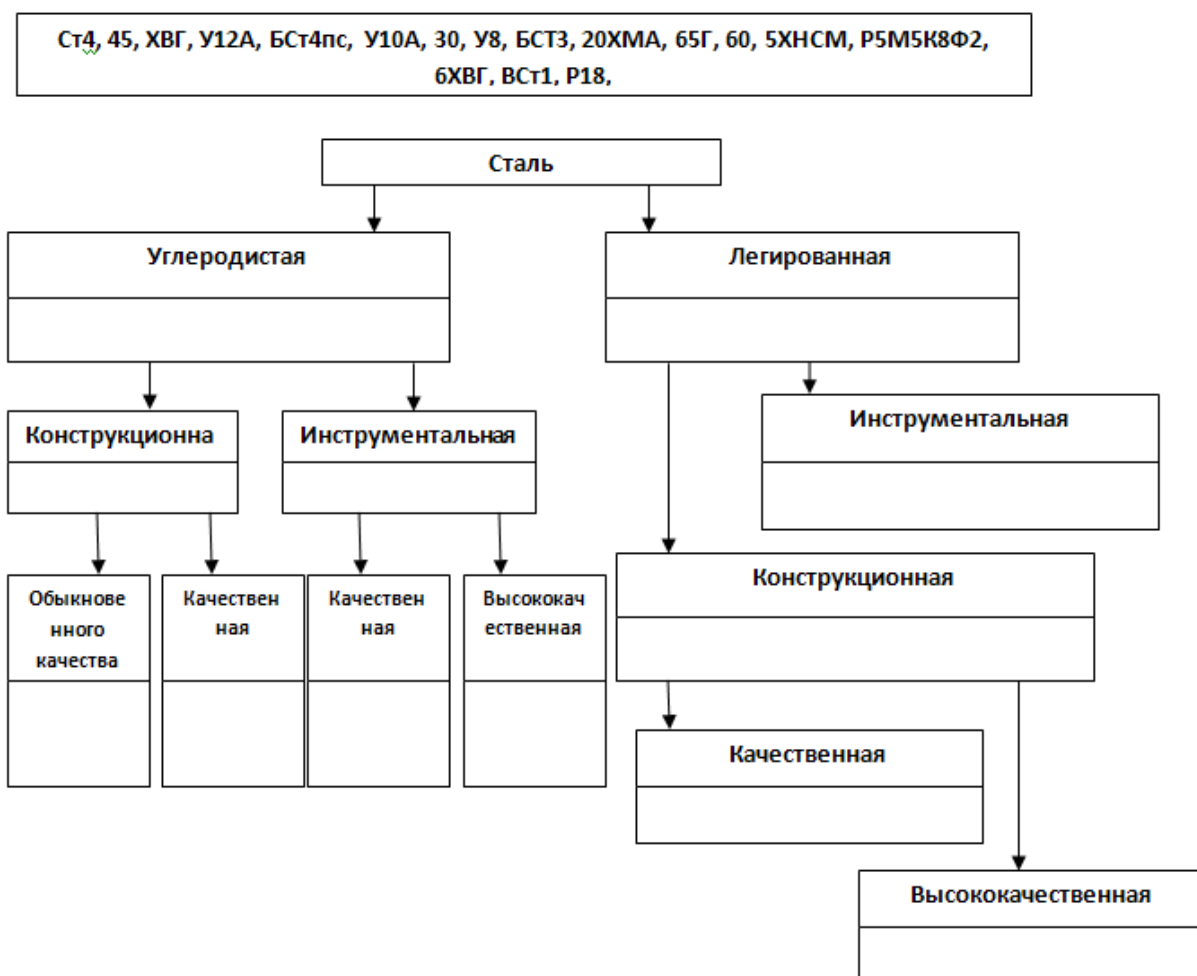 Ст4, 45, ХВГ, У12А, БСт4пс, У10А, 30, У8, БСТ3, 20ХМА, 65Г, 60, 5ХНСМ, Р5М5К8Ф2,
6ХВГ, ВСт1, Р18,
Сталь
Углеродистая
Легированная
Конструкционна
Инструментальная
Инструментальная
Обыкнове
нного
качества
Качествен
ная
Качествен
ная
Высококач
ественная
Конструкционная
Качественная
Высококачественная